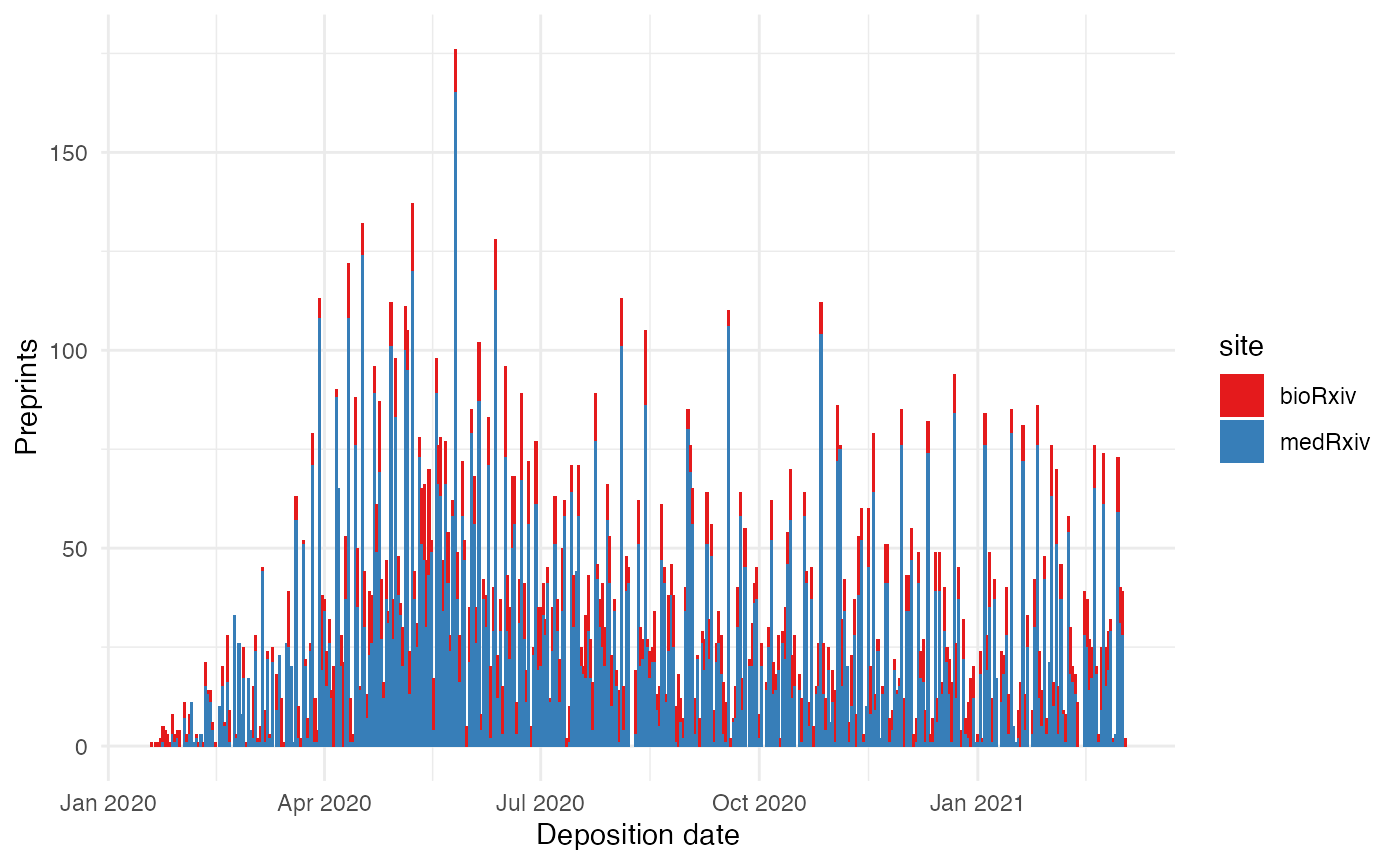 150
100
50
0
Preprints
Jan 2020
Apr 2020
Jul 2020
Oct 2020
Jan 2021
Deposition date
site
bioRxiv
medRxiv